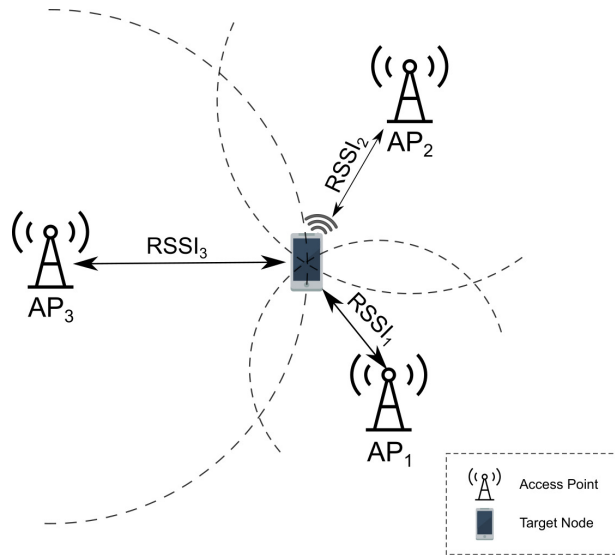 AP₂
RSSI₂
RSSI₃
AP₃
RSSI₁
AP₁
Access Point
Target Node